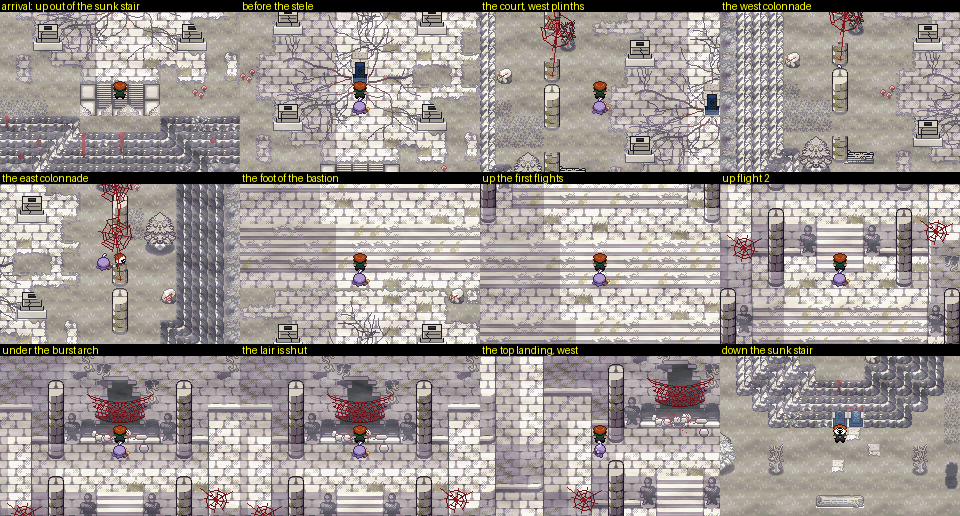 arrival: up out of the sunk stair
before the stele
the court, west plinths
the west colonnade
the east colonnade
the foot of the bastion
up the first flights
up flight 2
under the burst arch
the lair is shut
the top landing, west
down the sunk stair